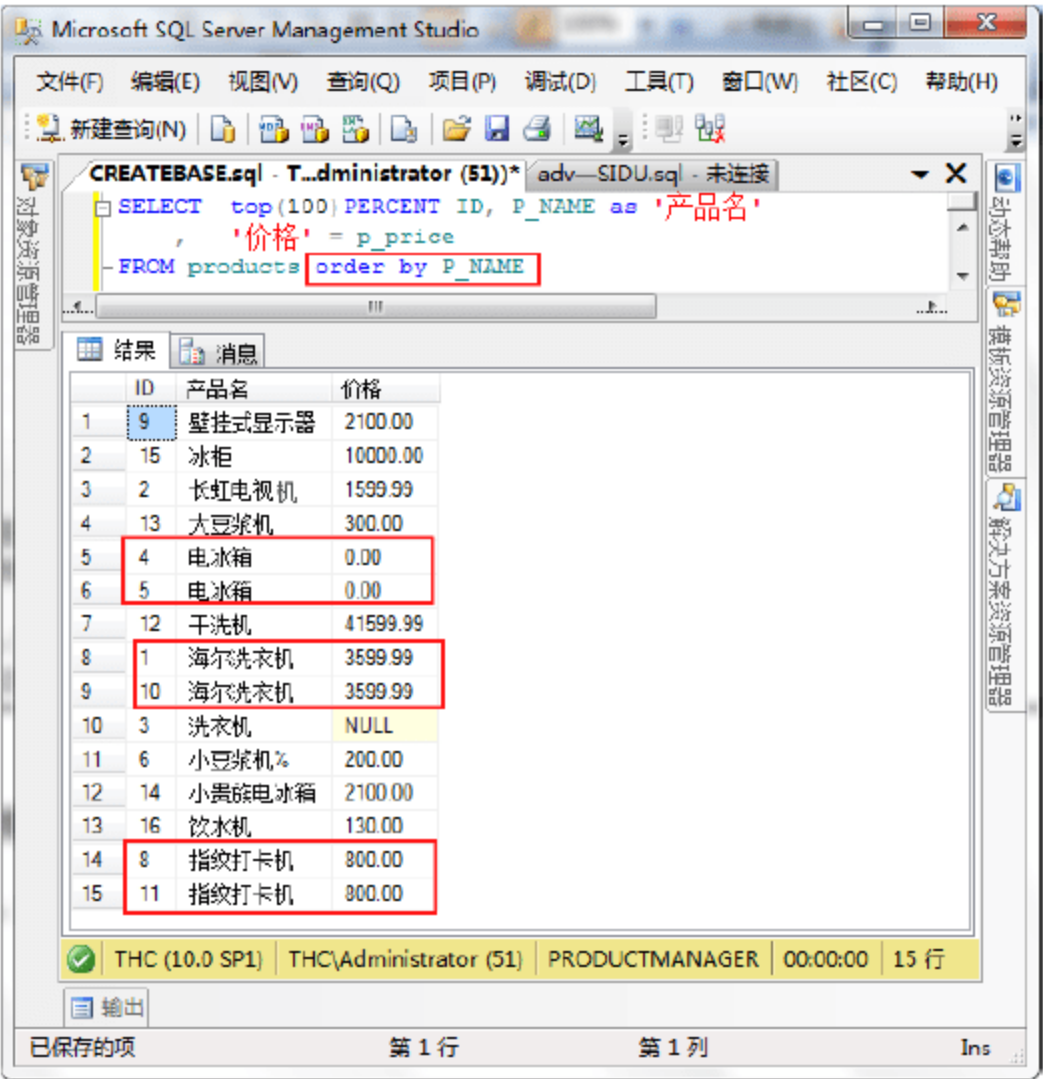 Microsoft SQL Server Management Studio
文件(F) 编辑(E) 视图(V) 查询(Q) 项目(P) 调试(D) 工具(T) 窗口(W) 社区(C) 帮助(H)
新建查询(N)
CREATEBASE.sql - T...dministrator (51))* adv—SIDU.sql - 未连接
对象资源管理器
SELECT top(100)PERCENT ID, P_NAME as '产品名'
, '价格' = p_price
FROM products order by P_NAME
结果 消息
ID 产品名 价格
1 9 壁挂式显示器 2100.00
2 15 冰柜 10000.00
3 2 长虹电视机 1599.99
4 13 大豆浆机 300.00
5 4 电冰箱 0.00
6 5 电冰箱 0.00
7 12 干洗机 41599.99
8 1 海尔洗衣机 3599.99
9 10 海尔洗衣机 3599.99
10 3 洗衣机 NULL
11 6 小豆浆机% 200.00
12 14 小贵族电冰箱 2100.00
13 16 饮水机 130.00
14 8 指纹打卡机 800.00
15 11 指纹打卡机 800.00
动态帮助
模板资源管理器
解决方案资源管理器
THC (10.0 SP1) THC\Administrator (51) PRODUCTMANAGER 00:00:00 15 行
输出
已保存的项 第 1 行 第 1 列 Ins